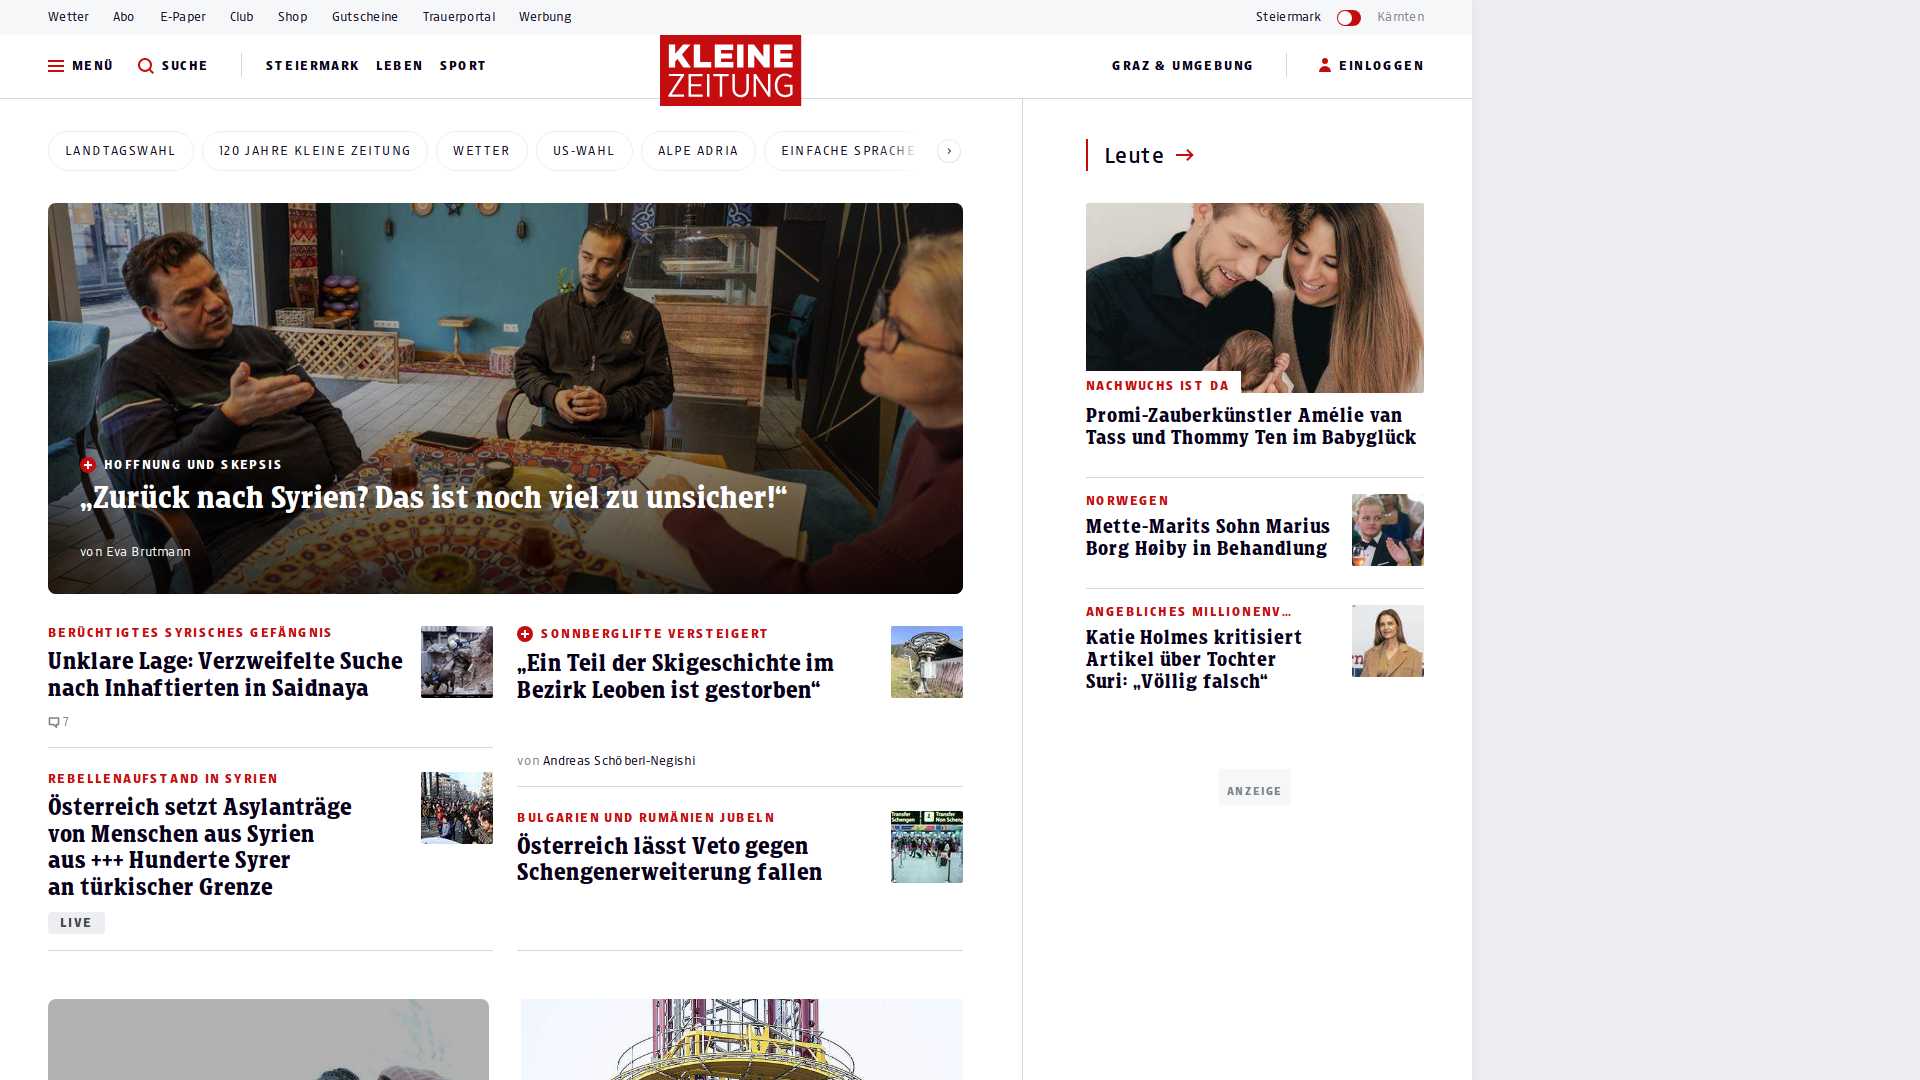 Wetter Abo E-Paper Club Shop Gutscheine Trauerportal Werbung Steiermark Kärnten
MENÜ SUCHE STEIERMARK LEBEN SPORT KLEINE ZEITUNG GRAZ & UMGEBUNG EINLOGGEN
LANDTAGSWAHL 120 JAHRE KLEINE ZEITUNG WETTER US-WAHL ALPE ADRIA EINFACHE SPRACHE
HOFFNUNG UND SKEPSIS
„Zurück nach Syrien? Das ist noch viel zu unsicher!“
von Eva Brutmann
BERÜCHTIGTES SYRISCHES GEFÄNGNIS
Unklare Lage: Verzweifelte Suche
nach Inhaftierten in Saidnaya
7
REBELLENAUFSTAND IN SYRIEN
Österreich setzt Asylanträge
von Menschen aus Syrien
aus +++ Hunderte Syrer
an türkischer Grenze
LIVE
SONNBERGLIFTE VERSTEIGERT
„Ein Teil der Skigeschichte im
Bezirk Leoben ist gestorben“
von Andreas Schöberl-Negishi
BULGARIEN UND RUMÄNIEN JUBELN
Österreich lässt Veto gegen
Schengenerweiterung fallen
Transfer Schengen Transfer
Leute
NACHWUCHS IST DA
Promi-Zauberkünstler Amélie van
Tass und Thommy Ten im Babyglück
NORWEGEN
Mette-Marits Sohn Marius
Borg Høiby in Behandlung
ANGEBLICHES MILLIONENV...
Katie Holmes kritisiert
Artikel über Tochter
Suri: „Völlig falsch“
ANZEIGE